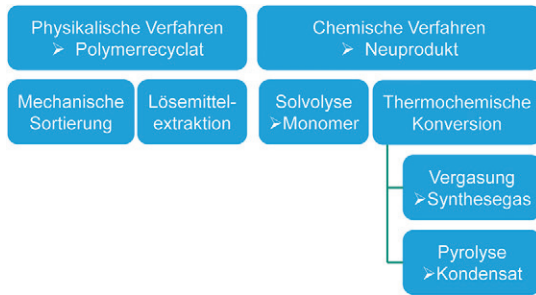 Physikalische Verfahren
➢ Polymerrecyclat
Chemische Verfahren
➢ Neuprodukt
Mechanische
Sortierung
Lösemittel-
extraktion
Solvolyse
➢Monomer
Thermochemische
Konversion
Vergasung
➢Synthesegas
Pyrolyse
➢Kondensat